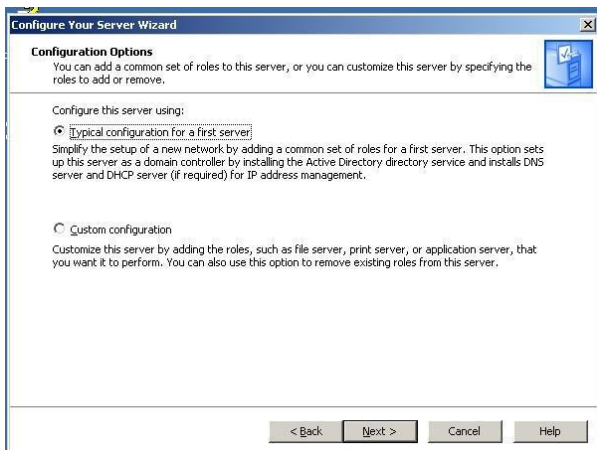 Configure Your Server Wizard
Configuration Options
You can add a common set of roles to this server, or you can customize this server by specifying the
roles to add or remove.
Configure this server using:
Typical configuration for a first server
Simplify the setup of a new network by adding a common set of roles for a first server. This option sets
up this server as a domain controller by installing the Active Directory directory service and installs DNS
server and DHCP server (if required) for IP address management.
Custom configuration
Customize this server by adding the roles, such as file server, print server, or application server, that
you want it to perform. You can also use this option to remove existing roles from this server.
< Back Next > Cancel Help